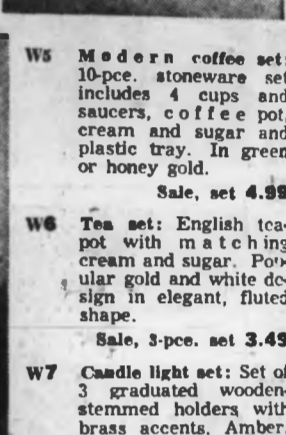 W5 Modern coffee set:
10-pce. stoneware set
includes 4 cups and
saucers, coffee pot,
cream and sugar and
plastic tray. In green
or honey gold.
Sale, set 4.99
W6 Tea set: English tea-
pot with matching
cream and sugar. Pop-
ular gold and white de-
sign in elegant, fluted
shape.
Sale, 3-pce. set 3.49
W7 Candle light set: Set of
3 graduated wooden-
stemmed holders with
brass accents. Amber,